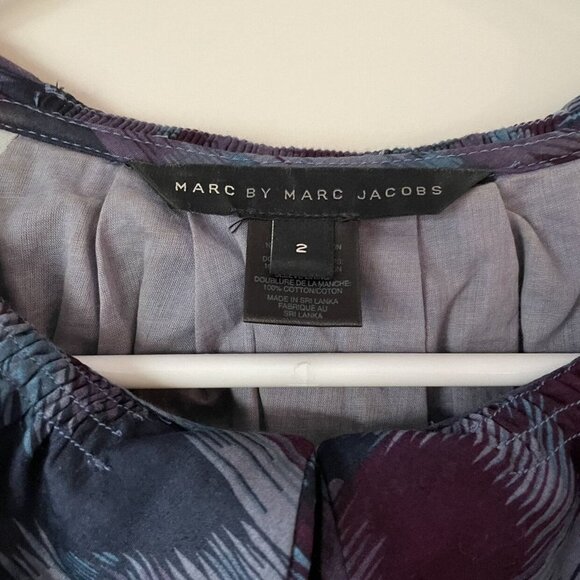 MARC BY MARC JACOBS
2
DOUBLURE DE LA MANCHE:
100% COTTON/COTON
MADE IN SRI LANKA
FABRIQUE AU
SRI LANKA